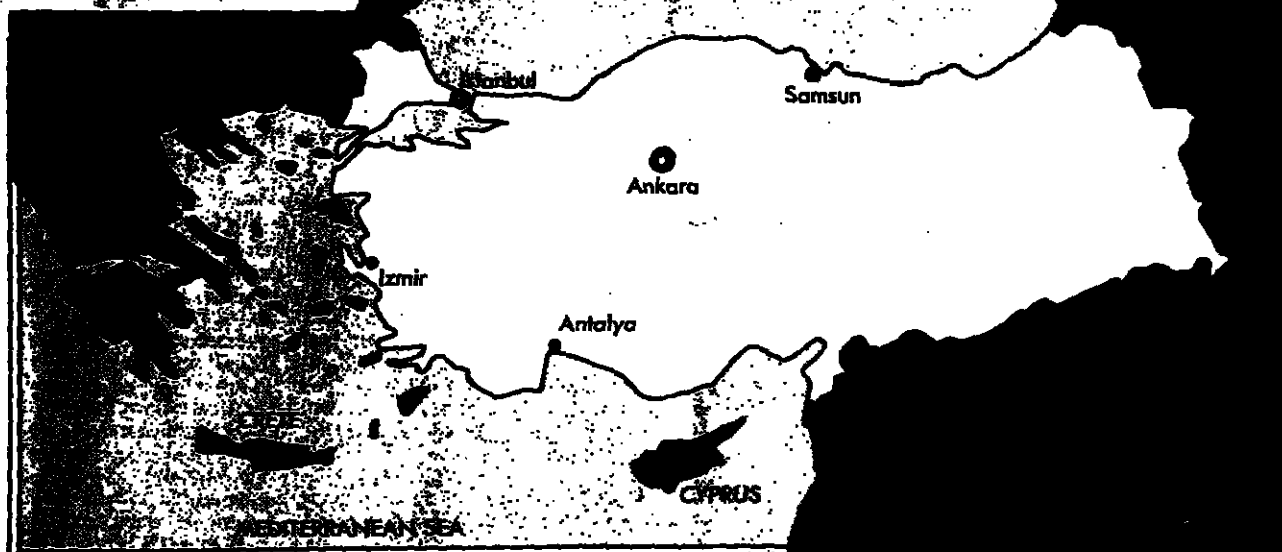 Istanbul
Samsun
Ankara
Izmir
Antalya
CYPRUS
MEDITERRANEAN SEA